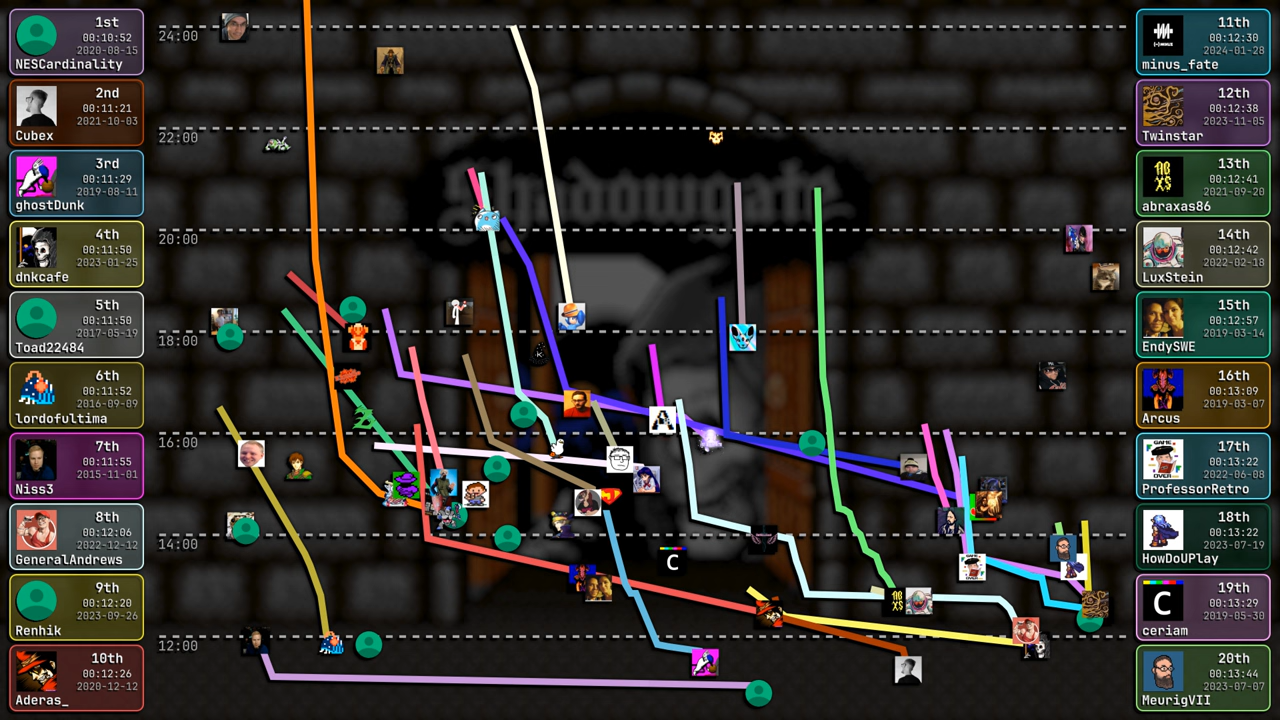 1st
00:10:52
2020-08-15
NESCardinality
2nd
00:11:21
2021-10-03
Cubex
3rd
00:11:29
2019-08-11
ghostDunk
4th
00:11:50
2023-01-25
dnkcafe
5th
00:11:50
2017-05-19
Toad22484
6th
00:11:52
2016-09-09
lordofultima
7th
00:11:55
2015-11-01
Niss3
8th
00:12:06
2022-12-12
GeneralAndrews
9th
00:12:20
2023-09-26
Renhik
10th
00:12:26
2020-12-12
Aderas_
24:00
22:00
20:00
18:00
16:00
14:00
12:00
Shadowgate
A
C
11th
00:12:30
2024-01-28
minus_fate
12th
00:12:38
2023-11-05
Twinstar
13th
00:12:41
2021-09-20
abraxas86
14th
00:12:42
2022-02-18
LuxStein
15th
00:12:57
2019-03-14
EndySWE
16th
00:13:09
2019-03-07
Arcus
17th
00:13:22
2022-06-08
ProfessorRetro
GAME
OVER
18th
00:13:22
2023-07-19
HowDoUPlay
19th
00:13:29
2019-05-30
ceriam
C
20th
00:13:44
2023-07-07
MeurigVII